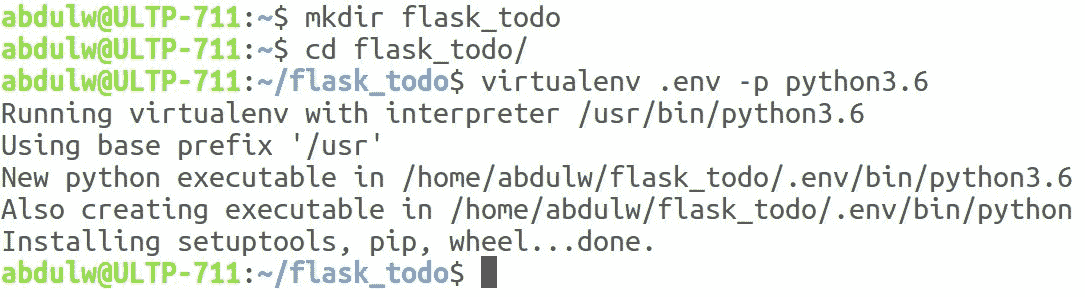 abdulw@ULTP-711:~$ mkdir flask_todo
abdulw@ULTP-711:~$ cd flask_todo/
abdulw@ULTP-711:~/flask_todo$ virtualenv .env -p python3.6
Running virtualenv with interpreter /usr/bin/python3.6
Using base prefix '/usr'
New python executable in /home/abdulw/flask_todo/.env/bin/python3.6
Also creating executable in /home/abdulw/flask_todo/.env/bin/python
Installing setuptools, pip, wheel...done.
abdulw@ULTP-711:~/flask_todo$